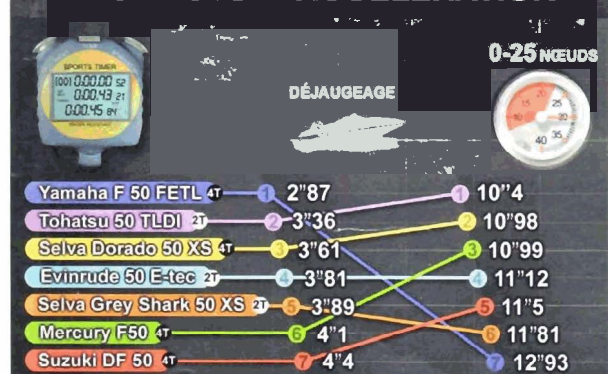 0-25 NŒUDS
SPORTS TIMER
DÉJAUGEAGE
Yamaha F 50 FETL 4T 1 2"87 1 10"4
Tohatsu 50 TLDI 2T 2 3"36 2 10"98
Selva Dorado 50 XS 4T 3 3"61 3 10"99
Evinrude 50 E-tec 2T 4 3"81 4 11"12
Selva Grey Shark 50 XS 2T 5 3"89 5 11"5
Mercury F50 4T 6 4"1 6 11"81
Suzuki DF 50 4T 7 4"4 7 12"93